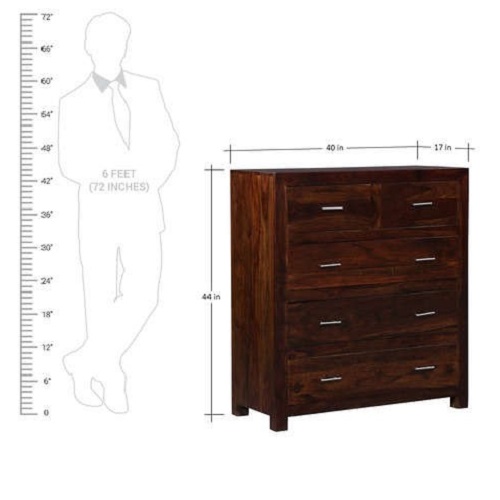 72"
66"
60"
54"
48"
42"
36"
30"
24"
18"
12"
6"
0
6 FEET
(72 INCHES)
40 in
17 in
44 in